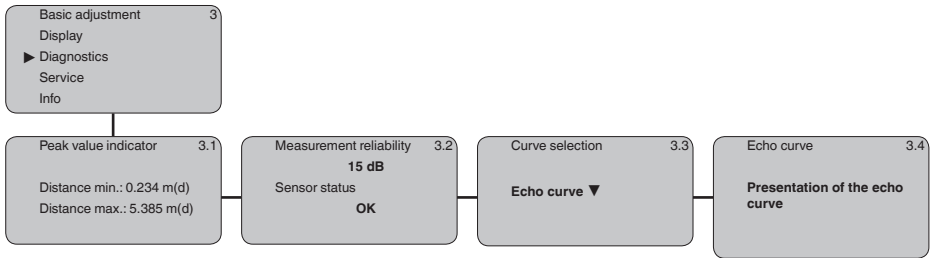 Basic adjustment 3
Display
▶ Diagnostics
Service
Info
Peak value indicator 3.1
Distance min.: 0.234 m(d)
Distance max.: 5.385 m(d)
Measurement reliability 3.2
15 dB
Sensor status
OK
Curve selection 3.3
Echo curve ▼
Echo curve 3.4
Presentation of the echo
curve